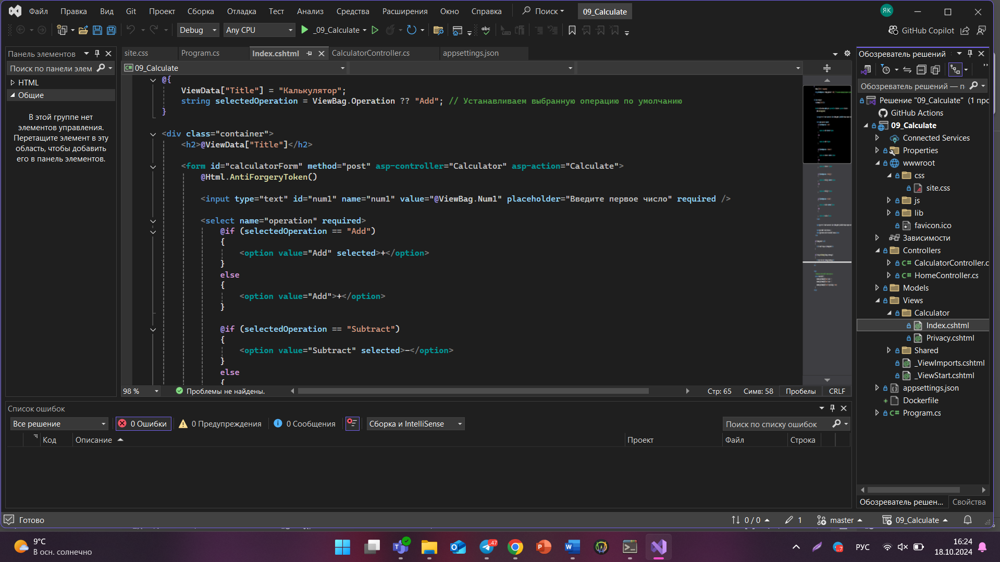 Файл Правка Вид Git Проект Сборка Отладка Тест Анализ Средства Расширения Окно Справка Поиск 09_Calculate ЯК
Debug Any CPU _09_Calculate abc GitHub Copilot
Панель элементов
Поиск по панели элем
HTML
Общие
В этой группе нет
элементов управления.
Перетащите элемент в эту
область, чтобы добавить
его в панель элементов.
site.css Program.cs Index.cshtml CalculatorController.cs appsettings.json
C# 09_Calculate
@{
ViewData["Title"] = "Калькулятор";
string selectedOperation = ViewBag.Operation ?? "Add"; // Устанавливаем выбранную операцию по умолчанию
}
<div class="container">
<h2>@ViewData["Title"]</h2>
<form id="calculatorForm" method="post" asp-controller="Calculator" asp-action="Calculate">
@Html.AntiForgeryToken()
<input type="text" id="num1" name="num1" value="@ViewBag.Num1" placeholder="Введите первое число" required />
<select name="operation" required>
@if (selectedOperation == "Add")
{
<option value="Add" selected>+</option>
}
else
{
<option value="Add">+</option>
}
@if (selectedOperation == "Subtract")
{
<option value="Subtract" selected>-</option>
}
else
{
98 % Проблемы не найдены. Стр: 65 Симв: 58 Пробелы CRLF
Обозреватель решений
Обозреватель решений — п
Решение "09_Calculate" (1 прс
GitHub Actions
09_Calculate
Connected Services
Properties
wwwroot
css
site.css
js
lib
favicon.ico
Зависимости
Controllers
C# CalculatorController.c
C# HomeController.cs
Models
Views
Calculator
Index.cshtml
Privacy.cshtml
Shared
_ViewImports.cshtml
_ViewStart.cshtml
appsettings.json
Dockerfile
C# Program.cs
Обозреватель решен... Свойства
Список ошибок
Все решение 0 Ошибки 0 Предупреждения 0 Сообщения Сборка и IntelliSense Поиск по списку ошибок
Код Описание Проект Файл Строка
Готово 0 / 0 1 master 09_Calculate
9°C
В осн. солнечно
РУС
16:24
18.10.2024